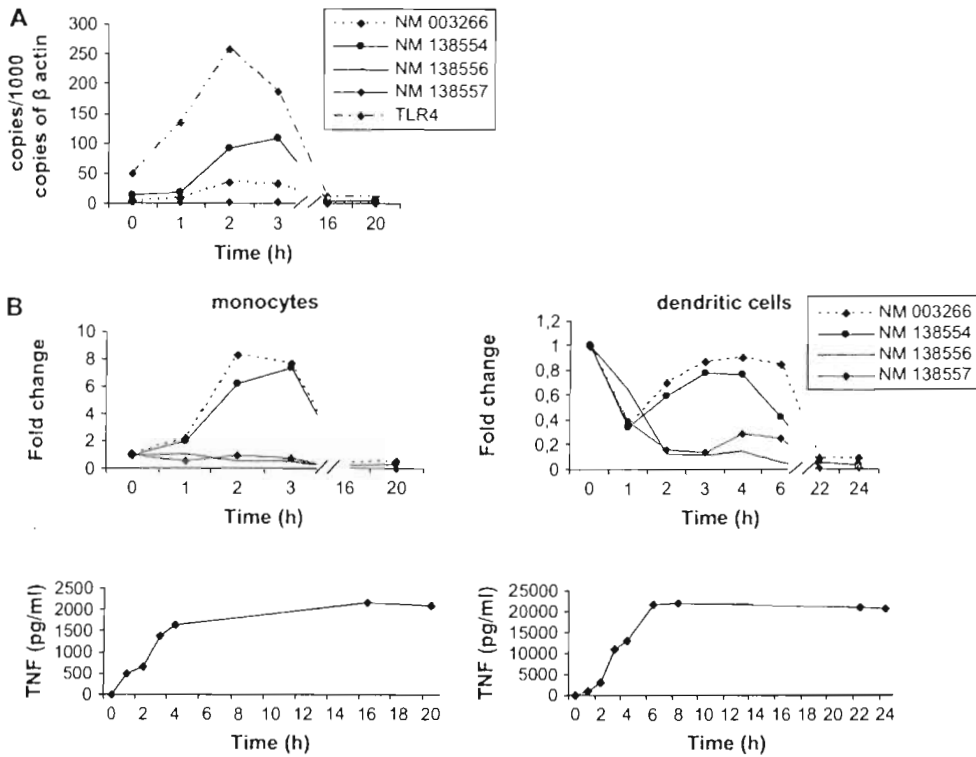 A
copies/1000
copies of β actin
300
250
200
150
100
50
0
0 1 2 3 16 20
Time (h)
NM 003266
NM 138554
NM 138556
NM 138557
TLR4
B
monocytes
Fold change
10
8
6
4
2
0
0 1 2 3 16 20
Time (h)
dendritic cells
Fold change
1,2
1
0,8
0,6
0,4
0,2
0
0 1 2 3 4 6 22 24
Time (h)
NM 003266
NM 138554
NM 138556
NM 138557
TNF (pg/ml)
2500
2000
1500
1000
500
0
0 2 4 6 8 10 12 14 16 18 20
Time (h)
TNF (pg/ml)
25000
20000
15000
10000
5000
0
0 2 4 6 8 10 12 14 16 18 20 22 24
Time (h)